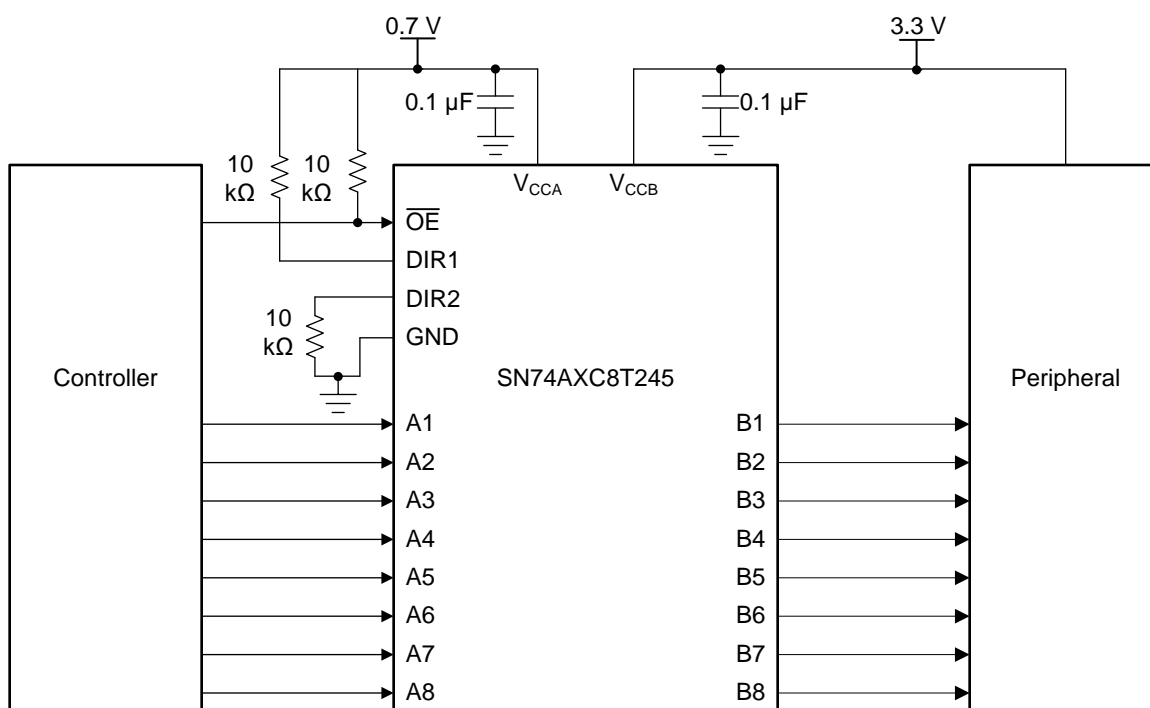 0.7 V
3.3 V
0.1 µF
0.1 µF
10
kΩ
10
kΩ
VCCA
VCCB
OE
DIR1
DIR2
10
kΩ
GND
Controller
SN74AXC8T245
Peripheral
A1
B1
A2
B2
A3
B3
A4
B4
A5
B5
A6
B6
A7
B7
A8
B8